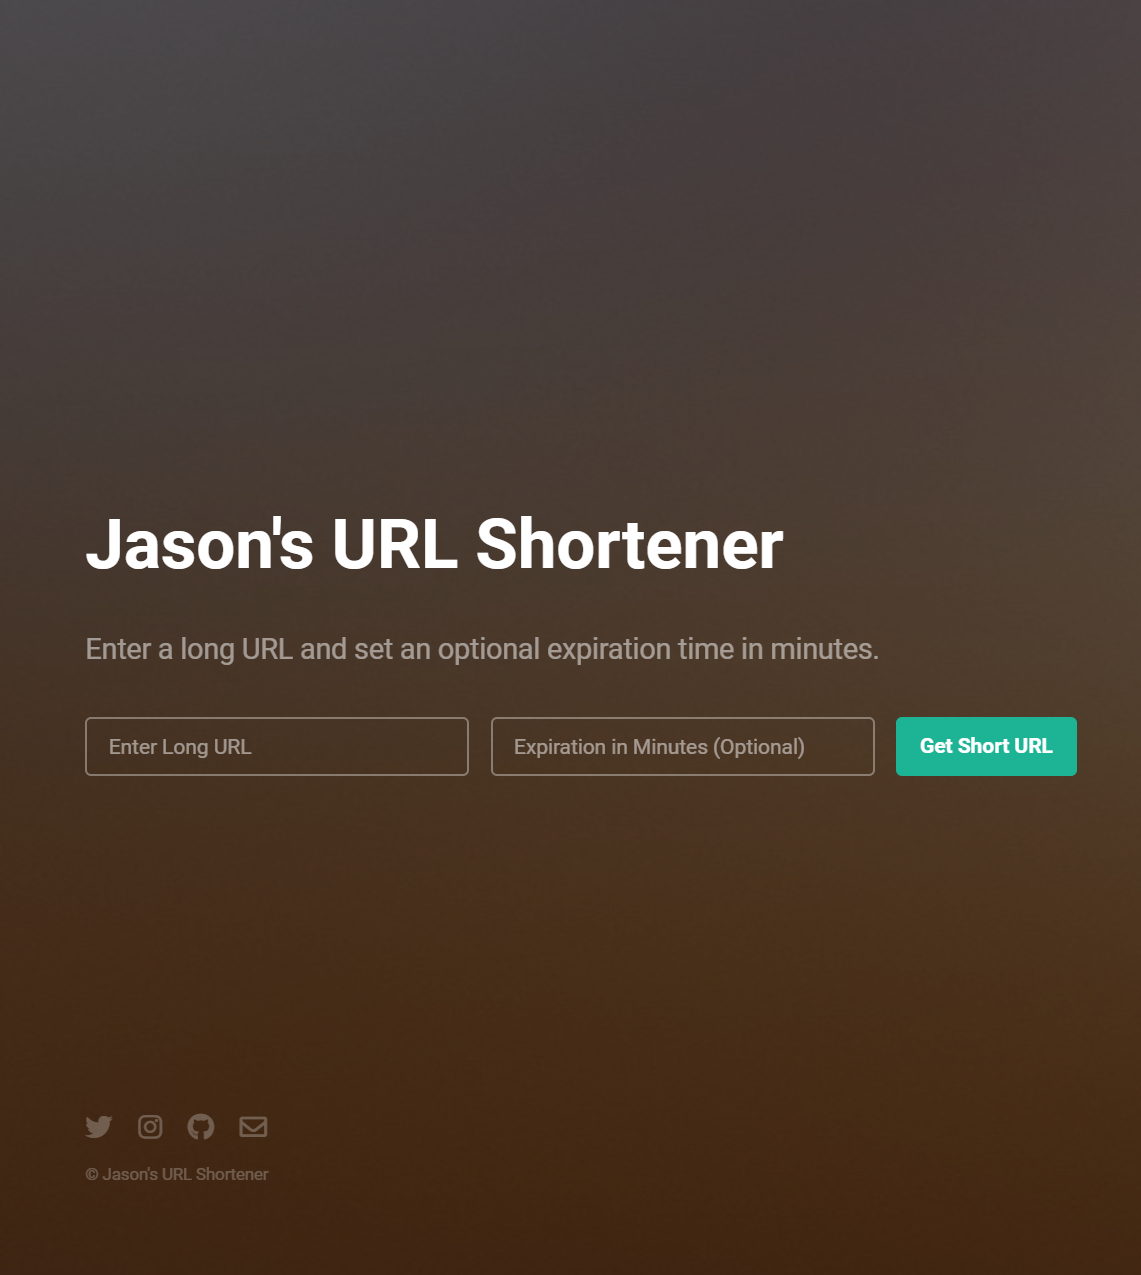 Jason's URL Shortener
Enter a long URL and set an optional expiration time in minutes.
Enter Long URL
Expiration in Minutes (Optional)
Get Short URL
© Jason's URL Shortener